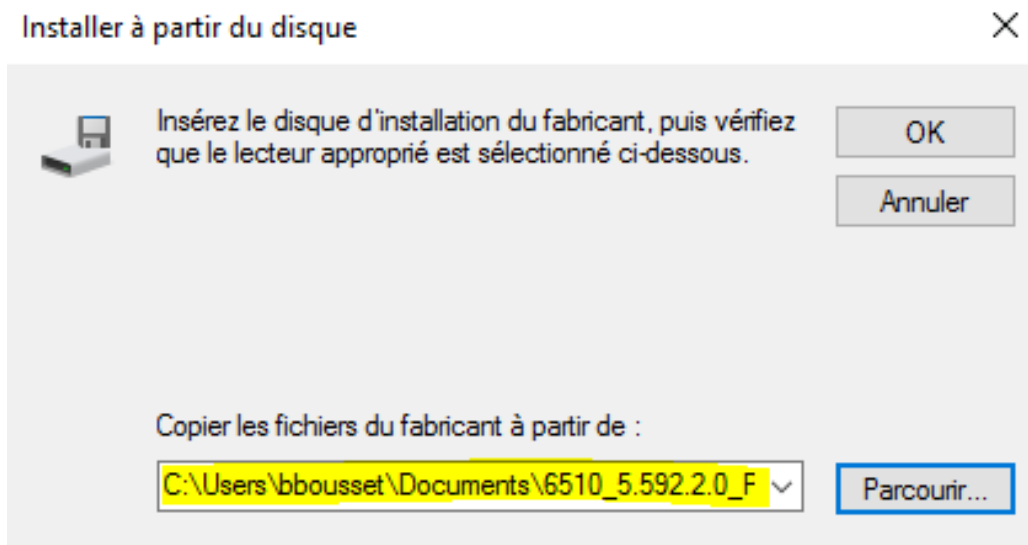 Installer à partir du disque
Insérez le disque d'installation du fabricant, puis vérifiez
que le lecteur approprié est sélectionné ci-dessous.
OK
Annuler
Copier les fichiers du fabricant à partir de :
C:\Users\bbousset\Documents\6510_5.592.2.0_F
Parcourir...